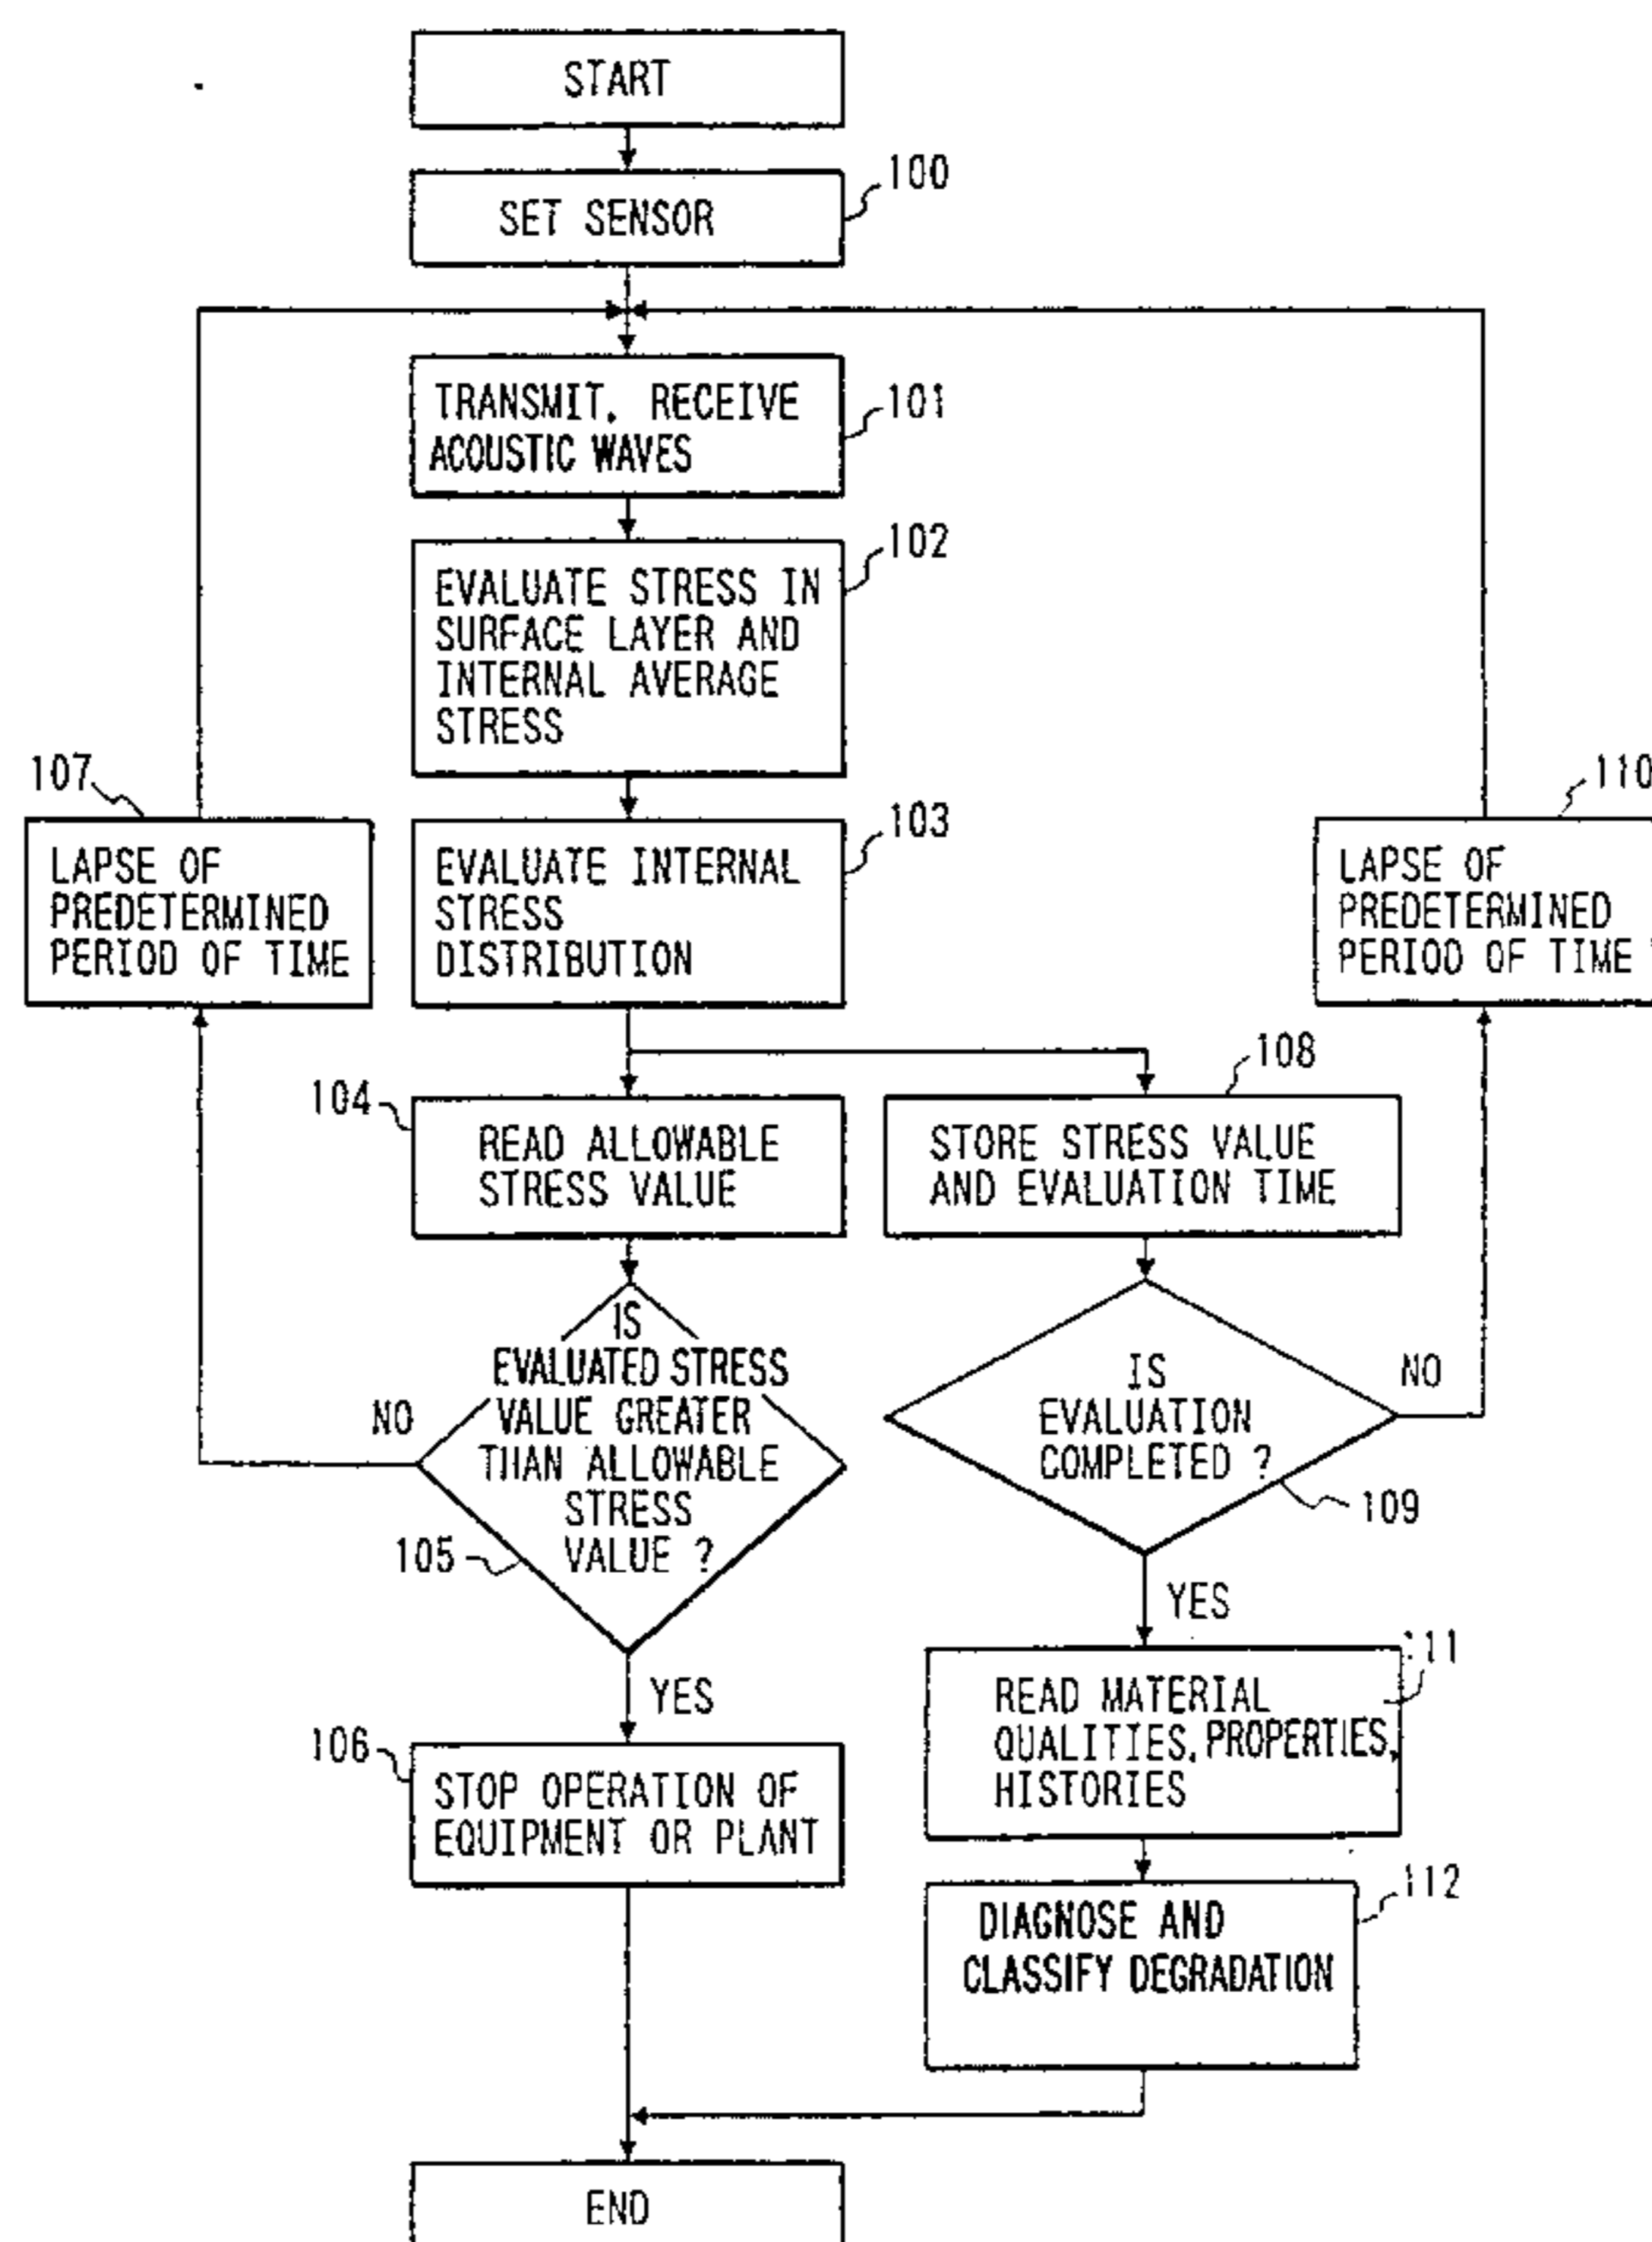 START
SET SENSOR
100
TRANSMIT, RECEIVE
ACOUSTIC WAVES
101
EVALUATE STRESS IN
SURFACE LAYER AND
INTERNAL AVERAGE
STRESS
102
107
LAPSE OF
PREDETERMINED
PERIOD OF TIME
EVALUATE INTERNAL
STRESS
DISTRIBUTION
103
110
LAPSE OF
PREDETERMINED
PERIOD OF TIME
104
READ ALLOWABLE
STRESS VALUE
108
STORE STRESS VALUE
AND EVALUATION TIME
IS
EVALUATED STRESS
VALUE GREATER
THAN ALLOWABLE
STRESS
VALUE ?
NO
105
YES
IS
EVALUATION
COMPLETED ?
NO
109
YES
106
STOP OPERATION OF
EQUIPMENT OR PLANT
111
READ MATERIAL
QUALITIES, PROPERTIES,
HISTORIES
112
DIAGNOSE AND
CLASSIFY DEGRADATION
END